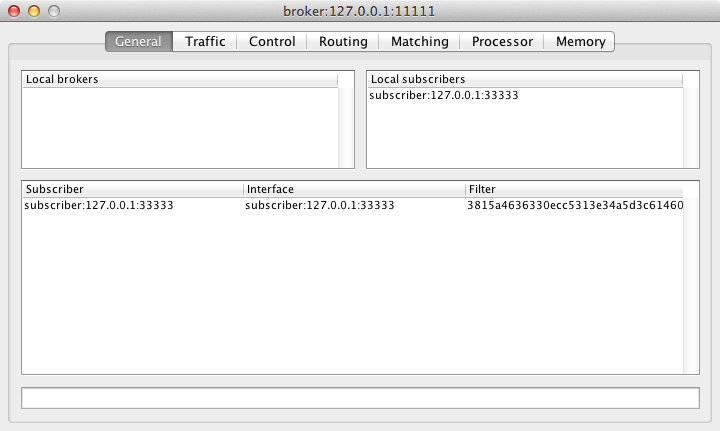 broker:127.0.0.1:11111
General Traffic Control Routing Matching Processor Memory
Local brokers
Local subscribers
subscriber:127.0.0.1:33333
Subscriber Interface Filter
subscriber:127.0.0.1:33333 subscriber:127.0.0.1:33333 3815a4636330ecc5313e34a5d3c61460